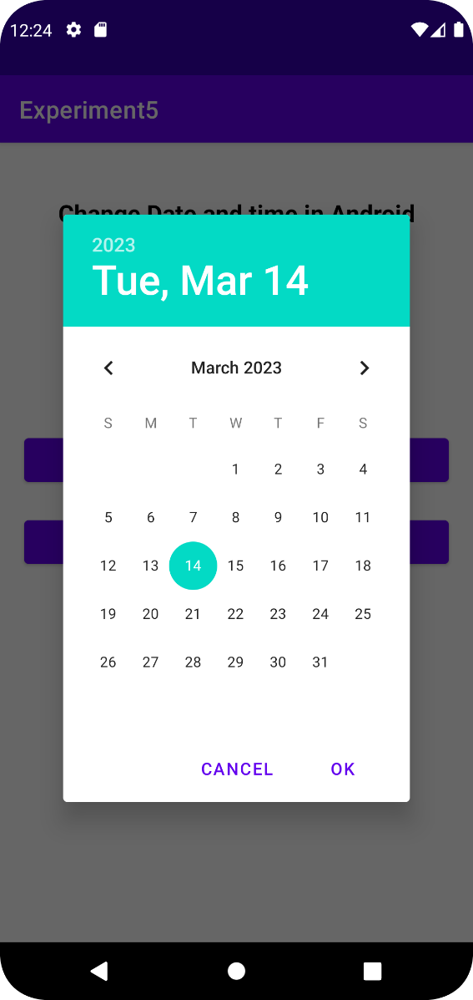 12:24
Experiment5
Change Date and time in Android
2023
Tue, Mar 14
March 2023
S M T W T F S
1 2 3 4
5 6 7 8 9 10 11
12 13 14 15 16 17 18
19 20 21 22 23 24 25
26 27 28 29 30 31
CANCEL OK